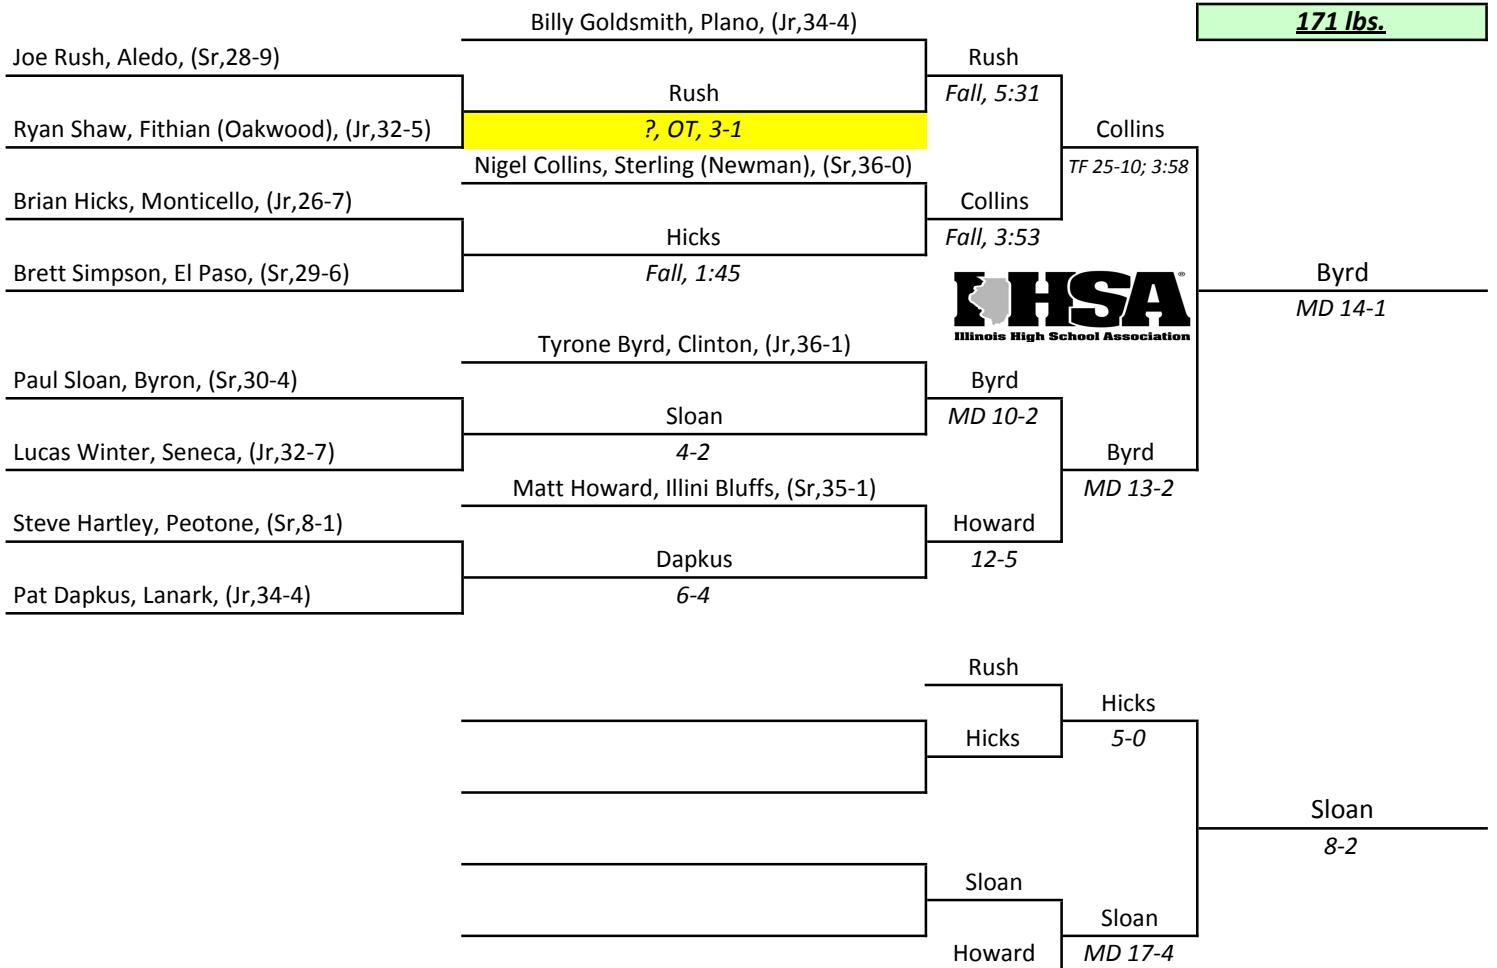 Billy Goldsmith, Plano, (Jr,34-4)
171 lbs.
Joe Rush, Aledo, (Sr,28-9)
Rush
Rush
Fall, 5:31
Ryan Shaw, Fithian (Oakwood), (Jr,32-5)
?, OT, 3-1
Collins
Nigel Collins, Sterling (Newman), (Sr,36-0)
TF 25-10; 3:58
Brian Hicks, Monticello, (Jr,26-7)
Collins
Hicks
Fall, 3:53
Brett Simpson, El Paso, (Sr,29-6)
Fall, 1:45
IHSA®
Illinois High School Association
Byrd
MD 14-1
Tyrone Byrd, Clinton, (Jr,36-1)
Paul Sloan, Byron, (Sr,30-4)
Byrd
Sloan
MD 10-2
Lucas Winter, Seneca, (Jr,32-7)
4-2
Byrd
Matt Howard, Illini Bluffs, (Sr,35-1)
MD 13-2
Steve Hartley, Peotone, (Sr,8-1)
Howard
Dapkus
12-5
Pat Dapkus, Lanark, (Jr,34-4)
6-4
Rush
Hicks
Hicks
5-0
Sloan
8-2
Sloan
Sloan
Howard
MD 17-4